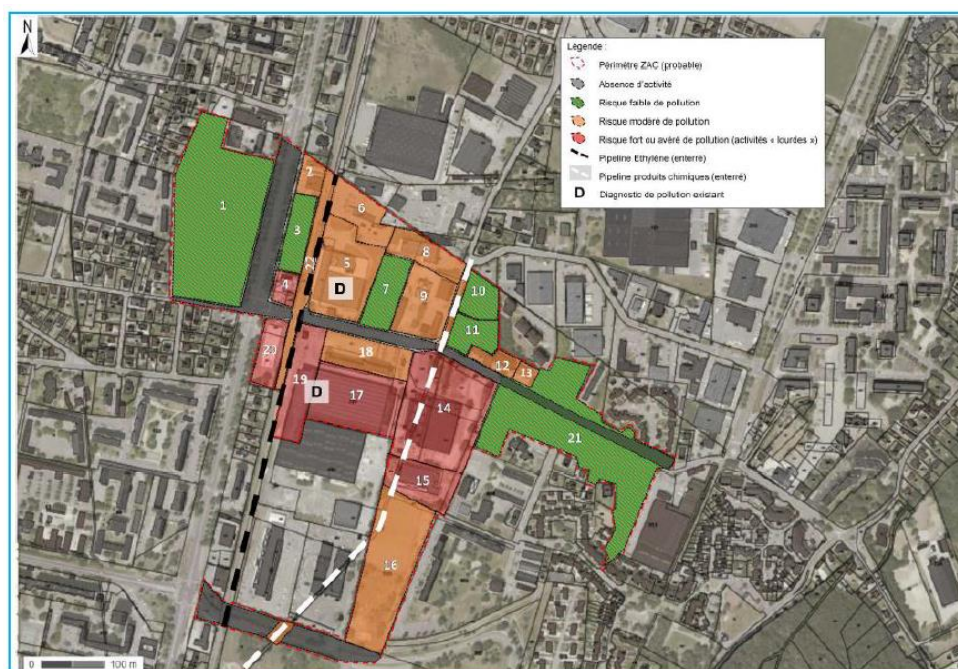 N
Légende :
Périmètre ZAC (probable)
Absence d'activité
Risque faible de pollution
Risque modéré de pollution
Risque fort ou avéré de pollution (activités « lourdes »)
Pipeline Ethylène (enterré)
Pipeline produits chimiques (enterré)
D Diagnostic de pollution existant
1
2
3
4
22
5
D
6
7
8
9
10
11
12
13
20
19
18
D
17
14
15
21
16
0 100 m